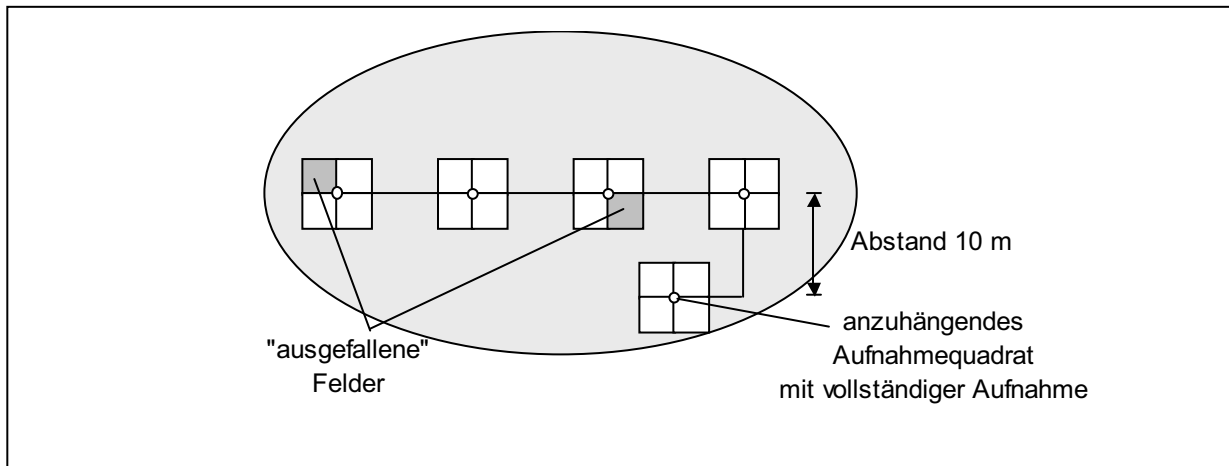 Abstand 10 m
"ausgefallene"
Felder
anzuhängendes
Aufnahmequadrat
mit vollständiger Aufnahme